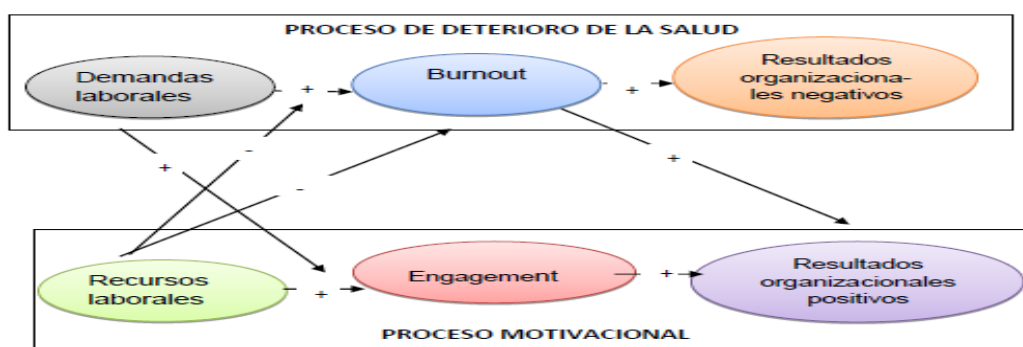 PROCESO DE DETERIORO DE LA SALUD
Demandas
laborales
- + -
Burnout
- +
Resultados
organizaciona-
les negativos
-
+
-
+
Recursos
laborales
- + -
Engagement
+ -
Resultados
organizacionales
positivos
PROCESO MOTIVACIONAL